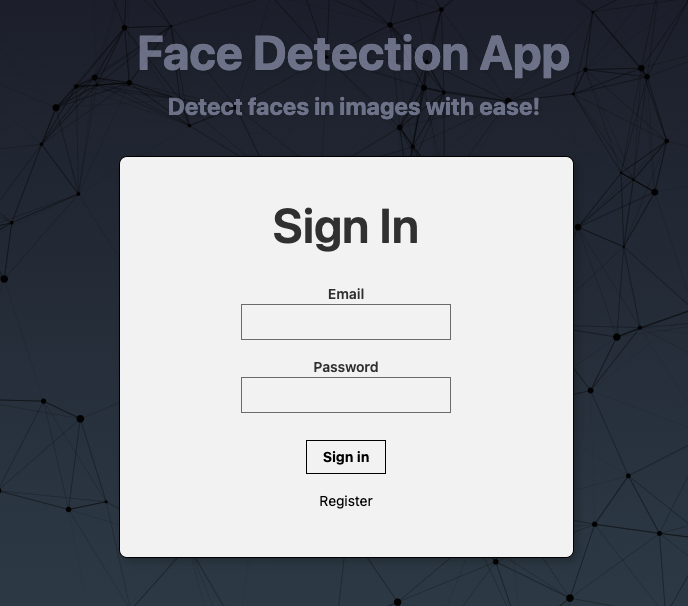 Face Detection App
Detect faces in images with ease!
Sign In
Email
Password
Sign in
Register